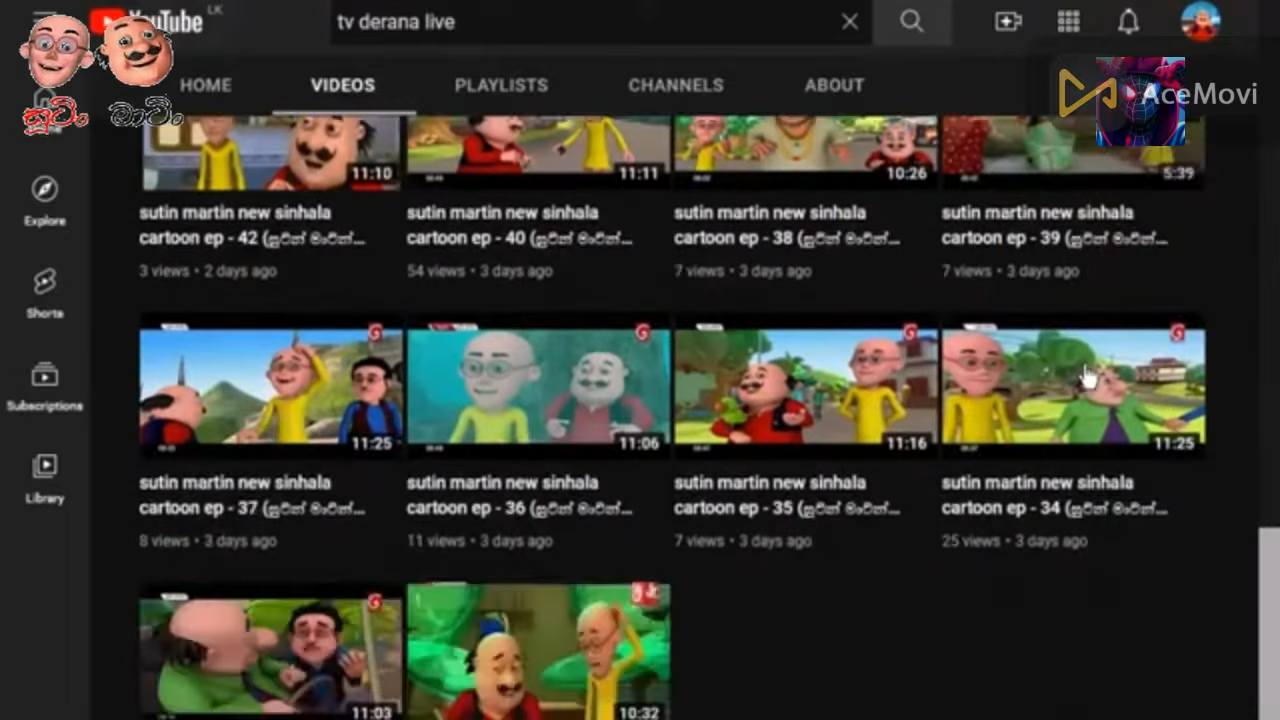 YouTube LK
tv derana live
HOME VIDEOS PLAYLISTS CHANNELS ABOUT
AceMovi
සුටිං මාටිං
Explore
Shorts
Subscriptions
Library
11:10
11:11
10:26
5:39
sutin martin new sinhala
cartoon ep - 42 (සුටින් මාටින්...
3 views • 2 days ago
sutin martin new sinhala
cartoon ep - 40 (සුටින් මාටින්...
54 views • 3 days ago
sutin martin new sinhala
cartoon ep - 38 (සුටින් මාටින්...
7 views • 3 days ago
sutin martin new sinhala
cartoon ep - 39 (සුටින් මාටින්...
7 views • 3 days ago
11:25
11:06
11:16
11:25
sutin martin new sinhala
cartoon ep - 37 (සුටින් මාටින්...
8 views • 3 days ago
sutin martin new sinhala
cartoon ep - 36 (සුටින් මාටින්...
11 views • 3 days ago
sutin martin new sinhala
cartoon ep - 35 (සුටින් මාටින්...
7 views • 3 days ago
sutin martin new sinhala
cartoon ep - 34 (සුටින් මාටින්...
25 views • 3 days ago
11:03
10:32